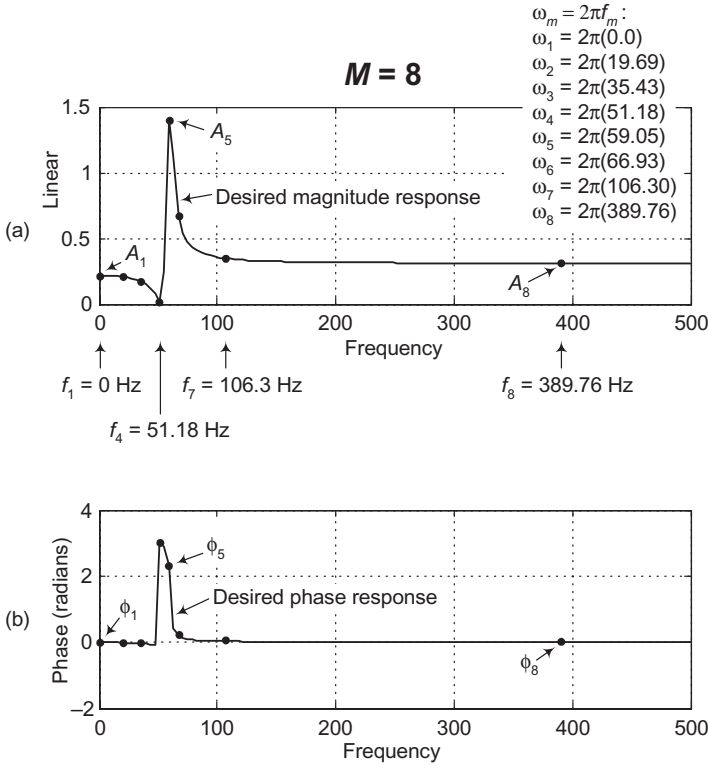 ωm = 2πfm :
ω1 = 2π(0.0)
ω2 = 2π(19.69)
ω3 = 2π(35.43)
ω4 = 2π(51.18)
ω5 = 2π(59.05)
ω6 = 2π(66.93)
ω7 = 2π(106.30)
ω8 = 2π(389.76)
M = 8
(a)
Linear
1.5
1
0.5
0
A5
Desired magnitude response
A1
A8
0 100 200 300 400 500
Frequency
f1 = 0 Hz f7 = 106.3 Hz f8 = 389.76 Hz
f4 = 51.18 Hz
(b)
Phase (radians)
4
2
0
–2
ϕ5
Desired phase response
ϕ1
ϕ8
0 100 200 300 400 500
Frequency